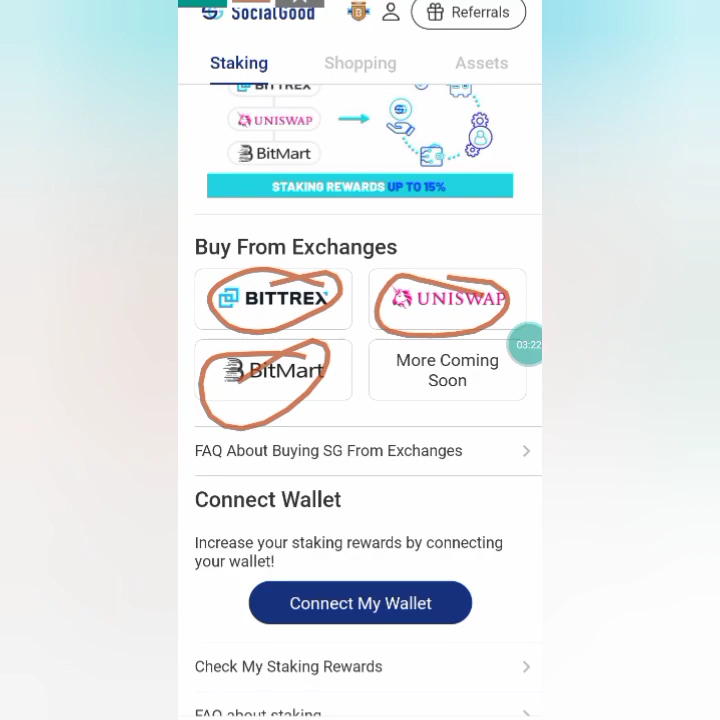 SocialGood
Referrals
Staking
Shopping
Assets
BITTREX
UNISWAP
BitMart
STAKING REWARDS UP TO 15%
Buy From Exchanges
BITTREX
UNISWAP
BitMart
More Coming
Soon
03:22
FAQ About Buying SG From Exchanges
Connect Wallet
Increase your staking rewards by connecting
your wallet!
Connect My Wallet
Check My Staking Rewards
FAQ about staking